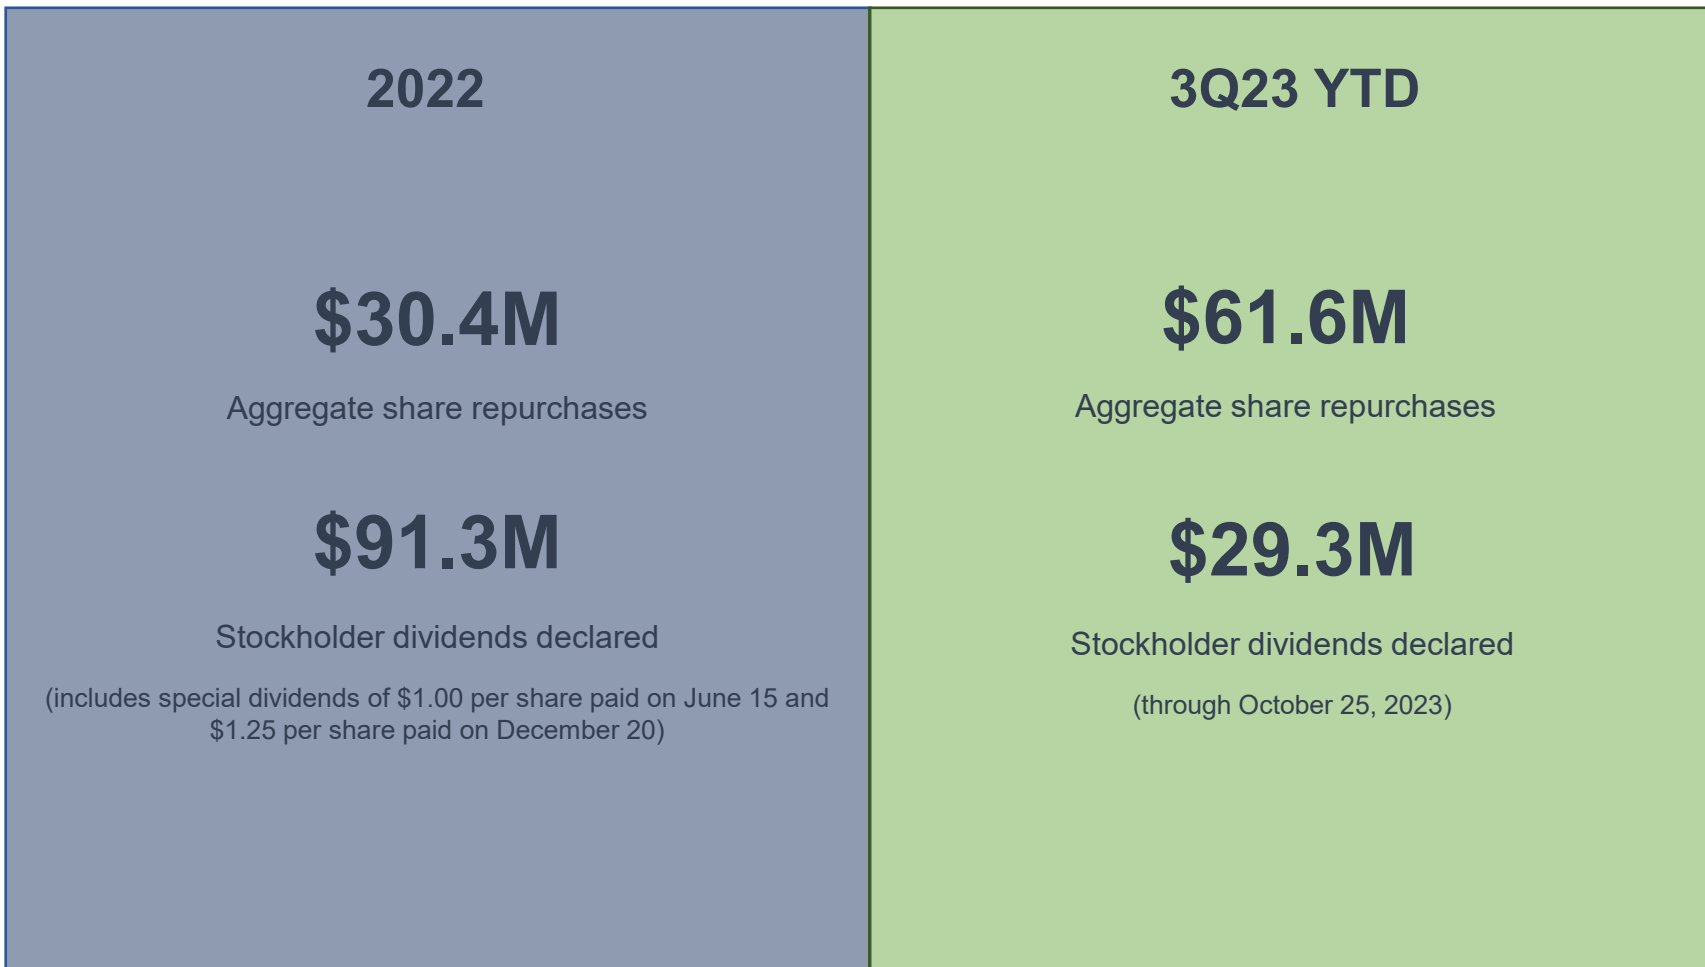 2022
$30.4M
Aggregate share repurchases
$91.3M
Stockholder dividends declared
(includes special dividends of $1.00 per share paid on June 15 and
$1.25 per share paid on December 20)
3Q23 YTD
$61.6M
Aggregate share repurchases
$29.3M
Stockholder dividends declared
(through October 25, 2023)